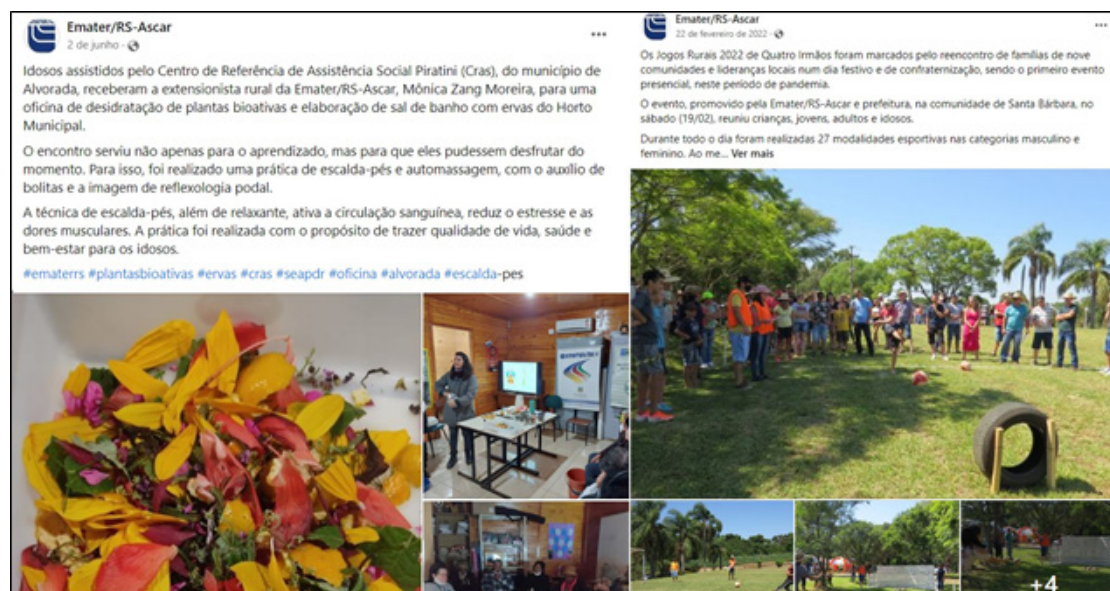 Emater/RS-Ascar
2 de junho ·
Idosos assistidos pelo Centro de Referência de Assistência Social Piratini (Cras), do município de
Alvorada, receberam a extensionista rural da Emater/RS-Ascar, Mônica Zang Moreira, para uma
oficina de desidratação de plantas bioativas e elaboração de sal de banho com ervas do Horto
Municipal.
O encontro serviu não apenas para o aprendizado, mas para que eles pudessem desfrutar do
momento. Para isso, foi realizado uma prática de escalda-pés e automassagem, com o auxílio de
bolitas e a imagem de reflexologia podal.
A técnica de escalda-pés, além de relaxante, ativa a circulação sanguínea, reduz o estresse e as
dores musculares. A prática foi realizada com o propósito de trazer qualidade de vida, saúde e
bem-estar para os idosos.
#ematerrs #plantasbioativas #ervas #cras #seapdr #oficina #alvorada #escalda-pes
Emater/RS-Ascar
22 de fevereiro de 2022 ·
Os Jogos Rurais 2022 de Quatro Irmãos foram marcados pelo reencontro de famílias de nove
comunidades e lideranças locais num dia festivo e de confraternização, sendo o primeiro evento
presencial, neste período de pandemia.
O evento, promovido pela Emater/RS-Ascar e prefeitura, na comunidade de Santa Bárbara, no
sábado (19/02), reuniu crianças, jovens, adultos e idosos.
Durante todo o dia foram realizadas 27 modalidades esportivas nas categorias masculino e
feminino. Ao me... Ver mais
+4